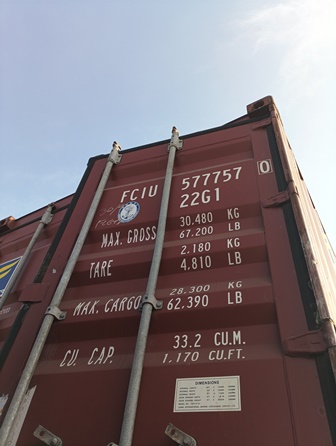 FCIU 577757 0
22G1
MAX. GROSS 30.480 KG
67.200 LB
TARE 2,180 KG
4,810 LB
MAX. CARGO 28.300 KG
62.390 LB
CU. CAP. 33.2 CU.M.
1,170 CU.FT.
DIMENSIONS